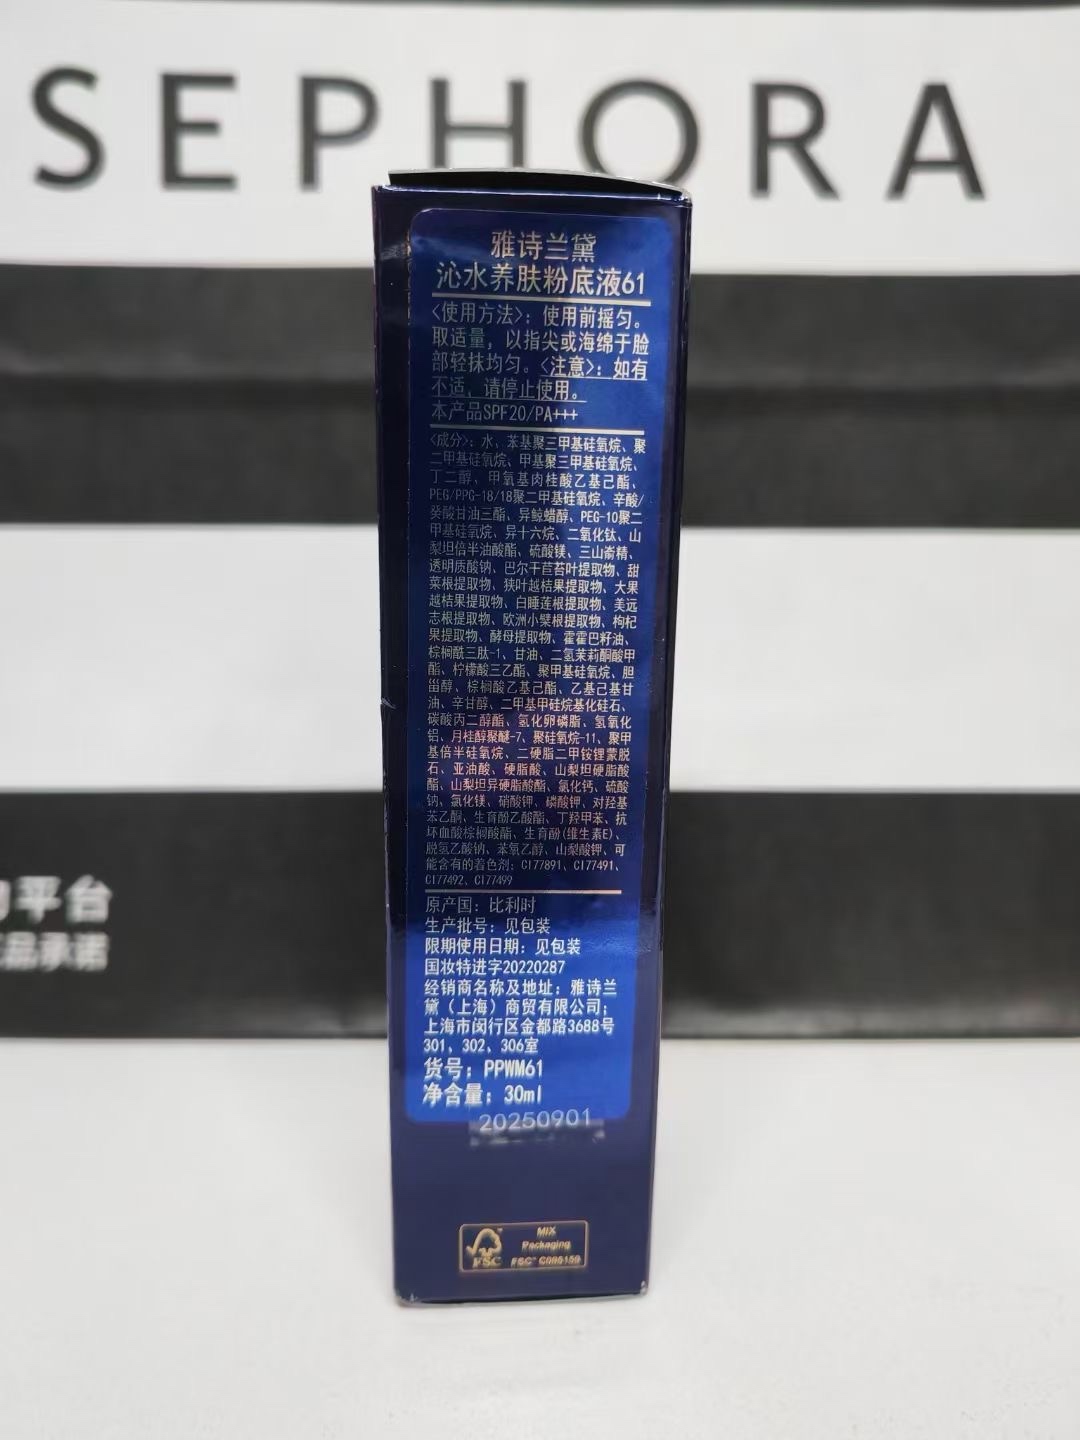 SEPHORA
雅诗兰黛
沁水养肤粉底液61
<使用方法>：使用前摇匀。
取适量，以指尖或海绵于脸
部轻抹均匀。<注意>：如有
不适，请停止使用。
本产品SPF20/PA+++
<成分>：水、苯基聚三甲基硅氧烷、聚
二甲基硅氧烷、甲基聚三甲基硅氧烷、
丁二醇、甲氧基肉桂酸乙基己酯、
PEG/PPG-18/18聚二甲基硅氧烷、辛酸/
癸酸甘油三酯、异鲸蜡醇、PEG-10聚二
甲基硅氧烷、异十六烷、二氧化钛、山
梨坦倍半油酸酯、硫酸镁、三山嵛精、
透明质酸钠、巴尔干苣苔叶提取物、甜
菜根提取物、狭叶越桔果提取物、大果
越桔果提取物、白睡莲根提取物、美远
志根提取物、欧洲小檗根提取物、枸杞
果提取物、酵母提取物、霍霍巴籽油、
棕榈酰三肽-1、甘油、二氢茉莉酮酸甲
酯、柠檬酸三乙酯、聚甲基硅氧烷、胆
甾醇、棕榈酸乙基己酯、乙基己基甘
油、辛甘醇、二甲基甲硅烷基化硅石、
碳酸丙二醇酯、氢化卵磷脂、氢氧化
铝、月桂醇聚醚-7、聚硅氧烷-11、聚甲
基倍半硅氧烷、二硬脂二甲铵锂蒙脱
石、亚油酸、硬脂酸、山梨坦硬脂酸
酯、山梨坦异硬脂酸酯、氯化钙、硫酸
钠、氯化镁、硝酸钾、磷酸钾、对羟基
苯乙酮、生育酚乙酸酯、丁羟甲苯、抗
坏血酸棕榈酸酯、生育酚(维生素E)、
脱氢乙酸钠、苯氧乙醇、山梨酸钾、可
能含有的着色剂：CI77891、CI77491、
CI77492、CI77499
原产国：比利时
生产批号：见包装
限期使用日期：见包装
国妆特进字20220287
经销商名称及地址：雅诗兰
黛（上海）商贸有限公司；
上海市闵行区金都路3688号
301、302、306室
货号：PPWM61
净含量：30ml
20250901
MIX
Packaging
FSC
FSC™ C096159
平台
品承诺